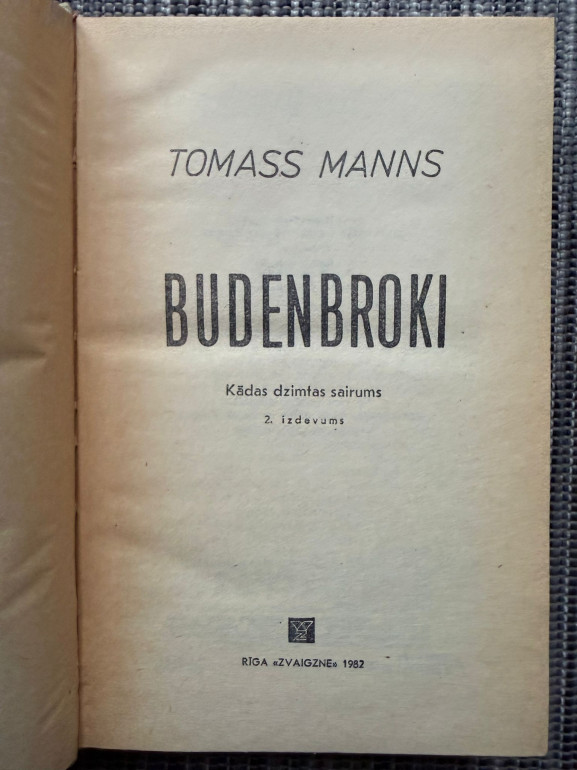 TOMASS MANNS
BUDENBROKI
Kādas dzimtas sairums
2. izdevums
RĪGA «ZVAIGZNE» 1982